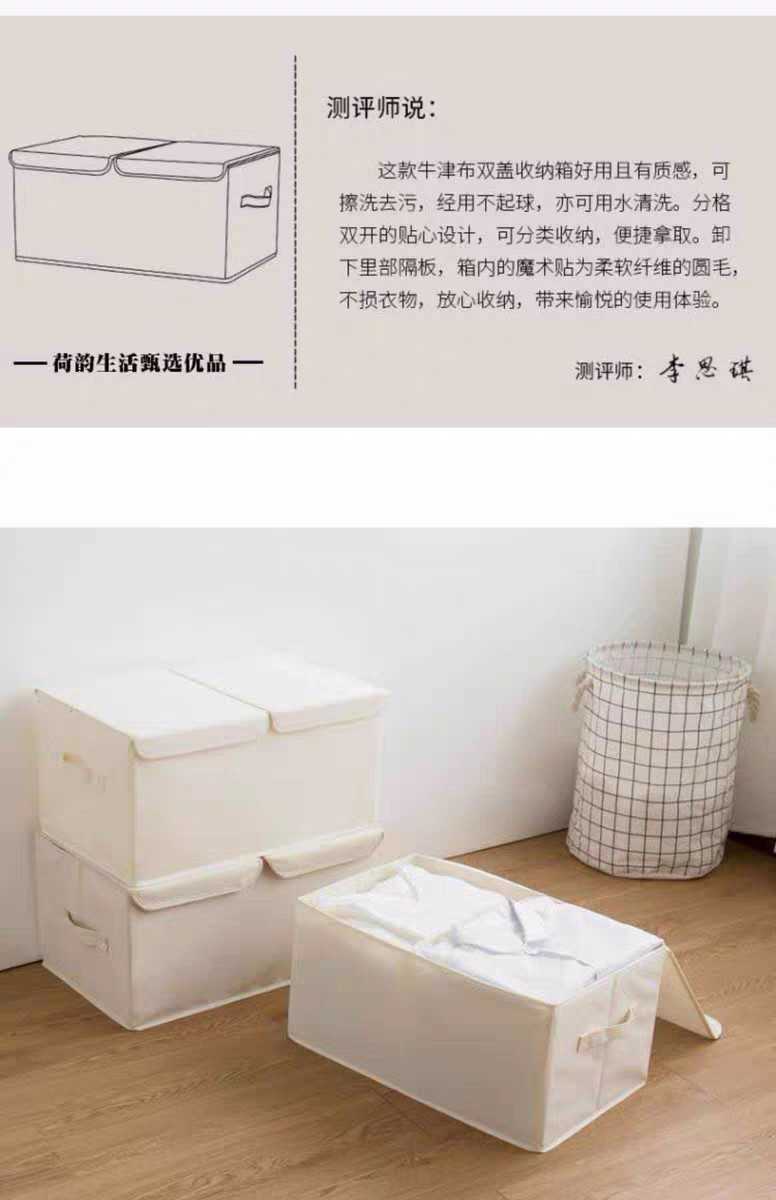 测评师说：
这款牛津布双盖收纳箱好用且有质感，可
擦洗去污，经用不起球，亦可用水清洗。分格
双开的贴心设计，可分类收纳，便捷拿取。卸
下里部隔板，箱内的魔术贴为柔软纤维的圆毛，
不损衣物，放心收纳，带来愉悦的使用体验。
荷韵生活甄选优品
测评师：李思琪